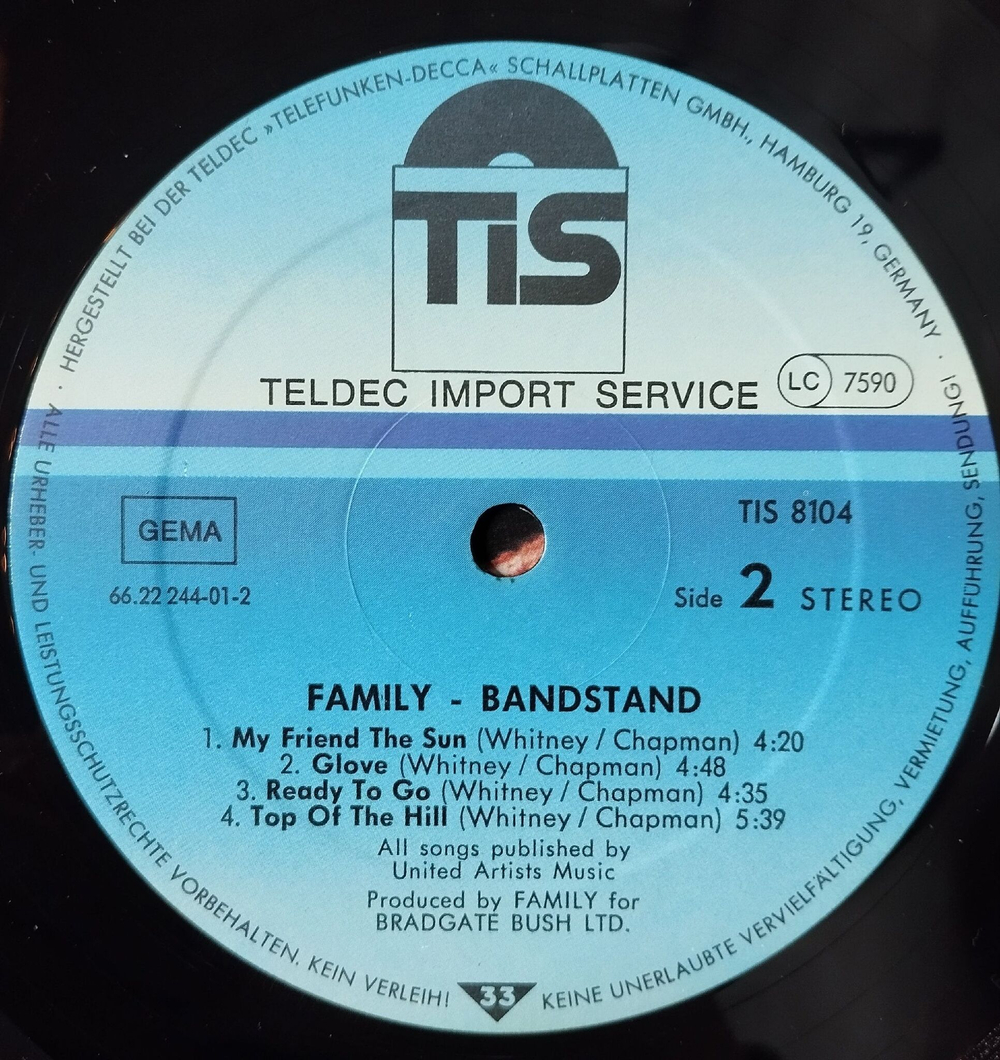 HERGESTELLT BEI DER TELDEC »TELEFUNKEN-DECCA« SCHALLPLATTEN GMBH., HAMBURG 19, GERMANY ·
TiS
TELDEC IMPORT SERVICE
LC 7590
GEMA
66.22 244-01-2
TIS 8104
Side 2 STEREO
FAMILY - BANDSTAND
1. My Friend The Sun (Whitney / Chapman) 4:20
2. Glove (Whitney / Chapman) 4:48
3. Ready To Go (Whitney / Chapman) 4:35
4. Top Of The Hill (Whitney / Chapman) 5:39
All songs published by
United Artists Music
Produced by FAMILY for
BRADGATE BUSH LTD.
33
· ALLE URHEBER- UND LEISTUNGSSCHUTZRECHTE VORBEHALTEN. KEIN VERLEIH! KEINE UNERLAUBTE VERVIELFÄLTIGUNG, VERMIETUNG, AUFFÜHRUNG, SENDUNG!